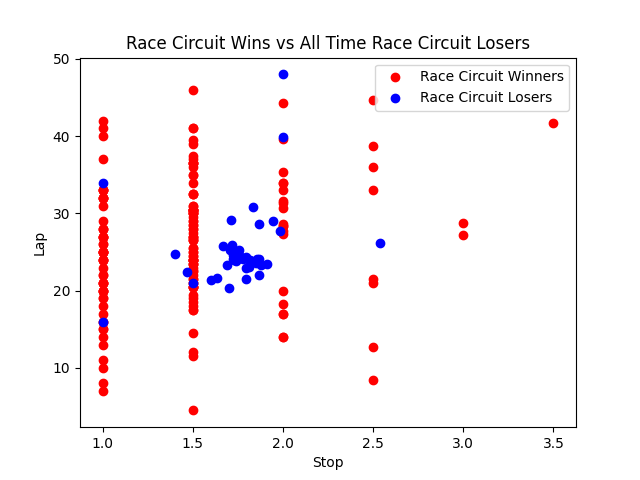 Race Circuit Wins vs All Time Race Circuit Losers
50
Race Circuit Winners
Race Circuit Losers
40
30
Lap
20
10
1.0 1.5 2.0 2.5 3.0 3.5
Stop